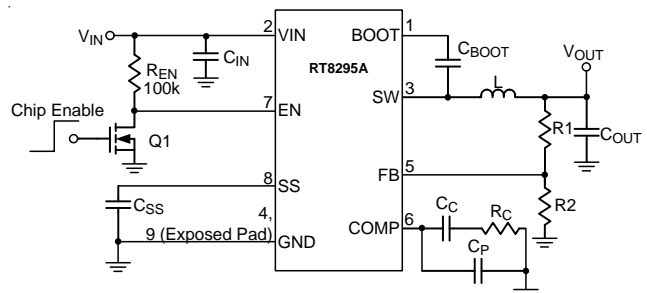 VIN
CIN
REN
100k
Chip Enable
Q1
CSS
2
VIN
7
EN
8
SS
4,
9 (Exposed Pad)
GND
RT8295A
BOOT
1
SW
3
FB
5
COMP
6
CBOOT
L
VOUT
R1
COUT
R2
CC
RC
CP